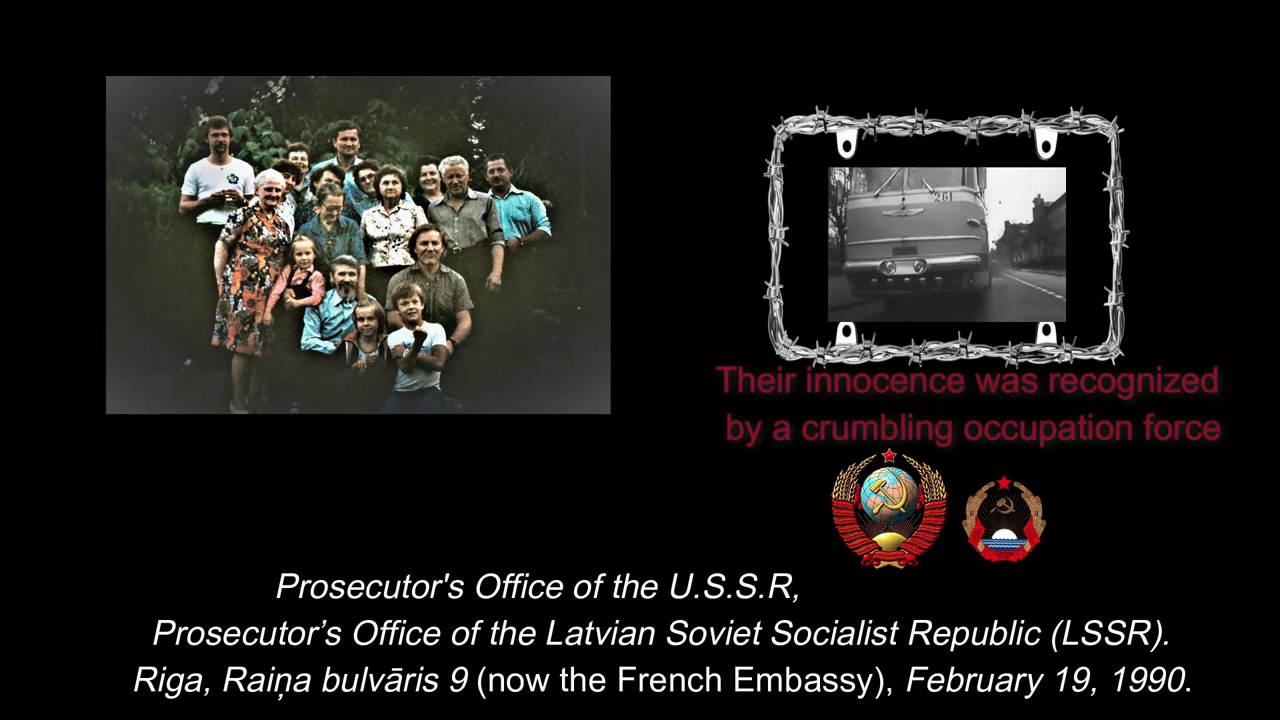 261
Their innocence was recognized
by a crumbling occupation force
Prosecutor's Office of the U.S.S.R,
Prosecutor’s Office of the Latvian Soviet Socialist Republic (LSSR).
Riga, Raiņa bulvāris 9 (now the French Embassy), February 19, 1990.